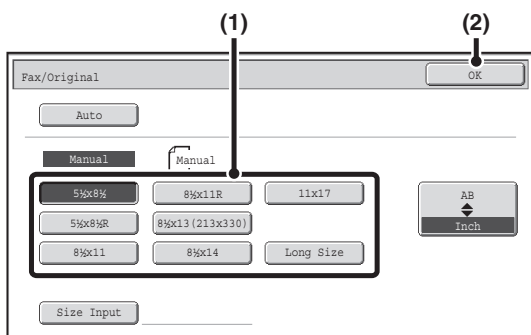 (1) (2)
Fax/Original OK
Auto
Manual Manual
5½x8½ 8½x11R 11x17
5½x8½R 8½x13(213x330)
8½x11 8½x14 Long Size
AB
Inch
Size Input